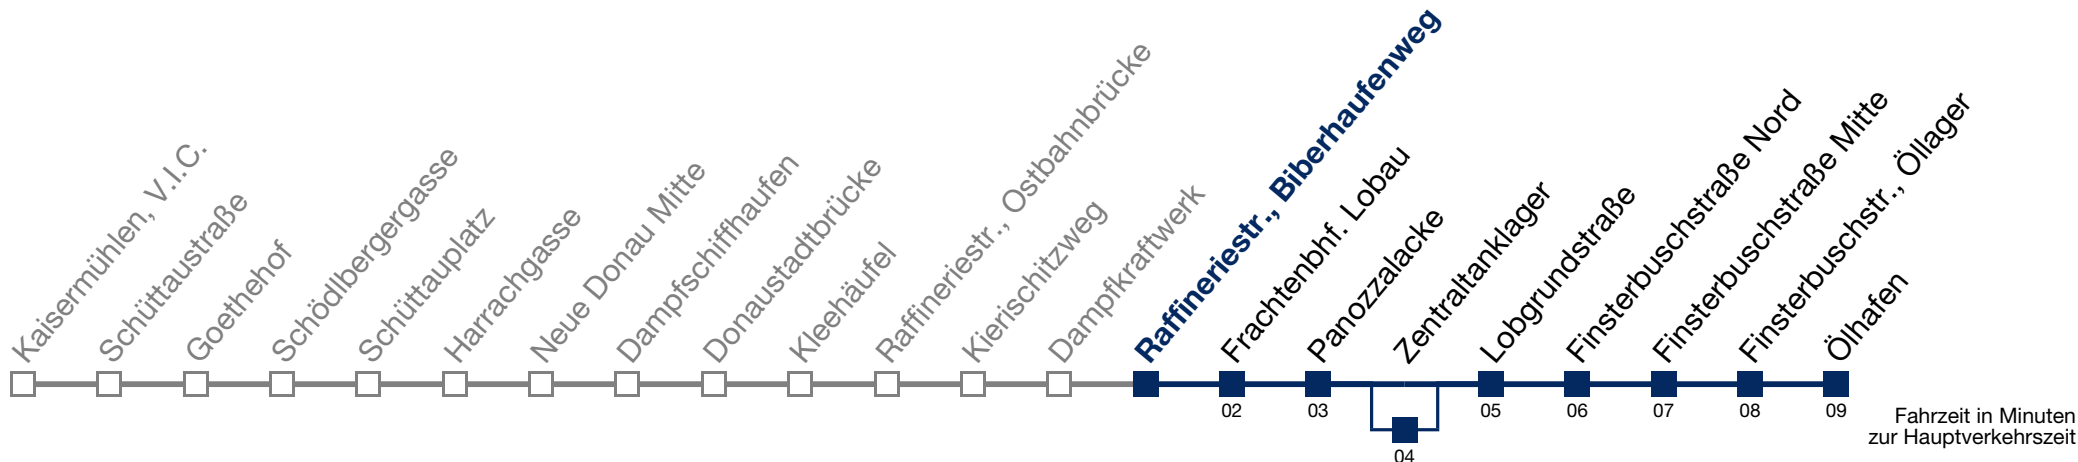 Kaisermühlen, V.I.C.
Schüttaustraße
Goethehof
Schödlbergergasse
Schüttauplatz
Harrachgasse
Neue Donau Mitte
Dampfschiffhaufen
Donaustadtbrücke
Kleehäufel
Raffineriestr., Ostbahnbrücke
Kierischitzweg
Dampfkraftwerk
Raffineriestr., Biberhaufenweg
Frachtenbhf. Lobau
Panozzalacke
Zentraltanklager
Lobgrundstraße
Finsterbuschstraße Nord
Finsterbuschstraße Mitte
Finsterbuschstr., Öllager
Ölhafen
02
03
04
05
06
07
08
09
Fahrzeit in Minuten
zur Hauptverkehrszeit